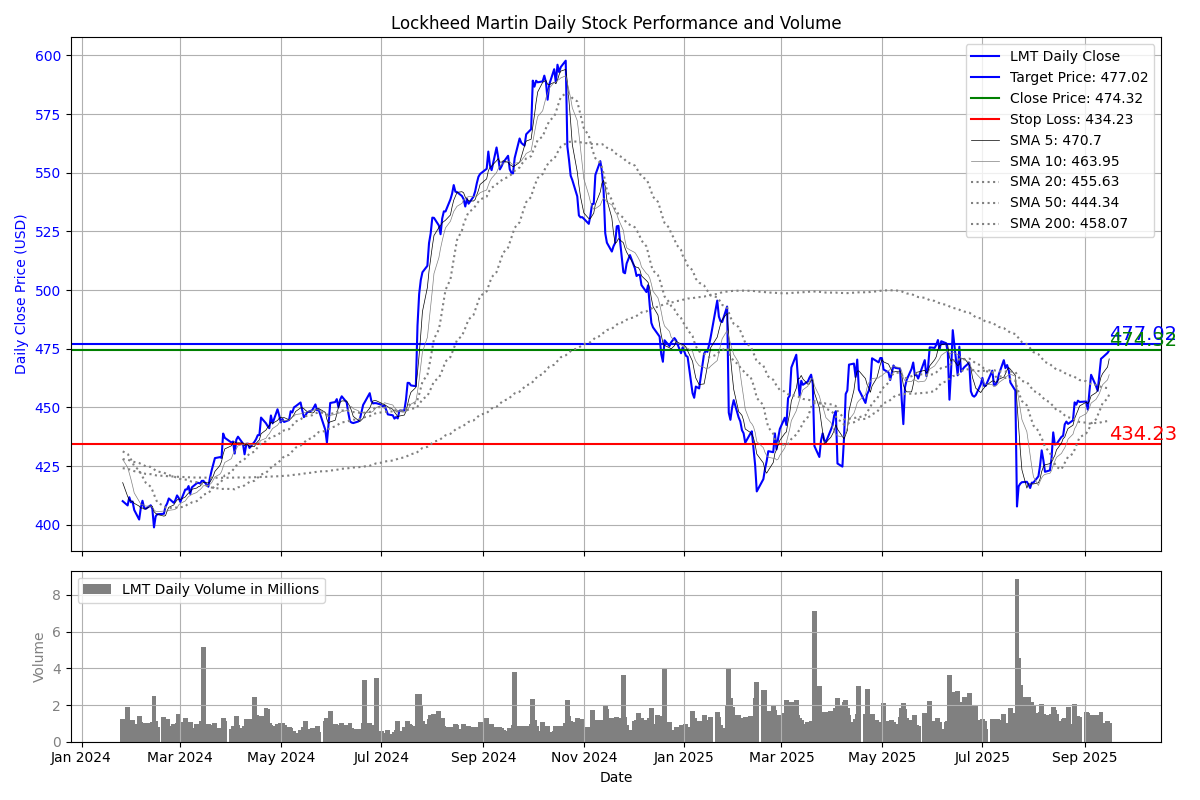 Lockheed Martin Daily Stock Performance and Volume
Daily Close Price (USD)
600
575
550
525
500
475
450
425
400
LMT Daily Close
Target Price: 477.02
Close Price: 474.32
Stop Loss: 434.23
SMA 5: 470.7
SMA 10: 463.95
SMA 20: 455.63
SMA 50: 444.34
SMA 200: 458.07
477.02
474.32
434.23
LMT Daily Volume in Millions
Volume
8
6
4
2
0
Jan 2024 Mar 2024 May 2024 Jul 2024 Sep 2024 Nov 2024 Jan 2025 Mar 2025 May 2025 Jul 2025 Sep 2025
Date